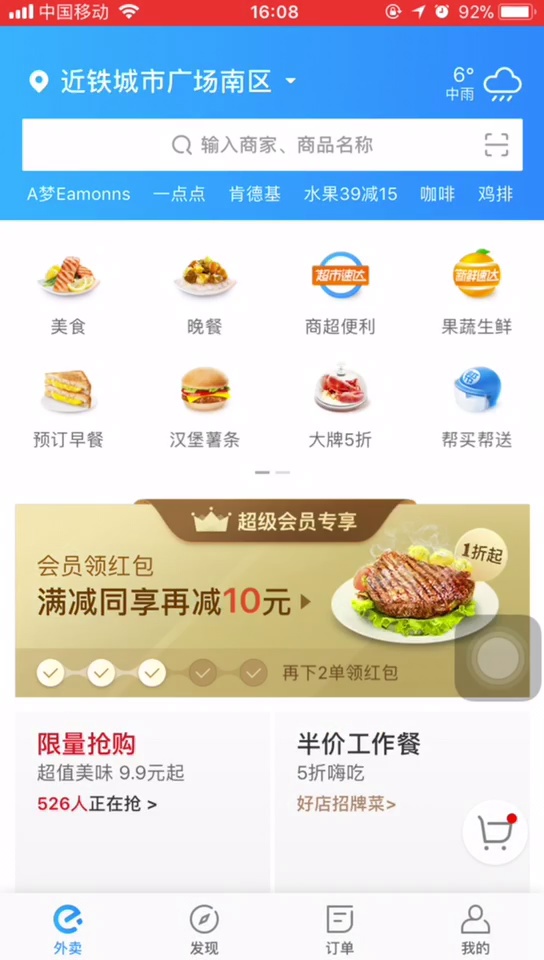 中国移动 16:08 92%
近铁城市广场南区 6°
中雨
输入商家、商品名称
A梦Eamonns 一点点 肯德基 水果39减15 咖啡 鸡排
超市速达 新鲜速达
美食 晚餐 商超便利 果蔬生鲜
帮
预订早餐 汉堡薯条 大牌5折 帮买帮送
超级会员专享
会员领红包 1折起
满减同享再减10元
再下2单领红包
限量抢购 半价工作餐
超值美味 9.9元起 5折嗨吃
526人正在抢 > 好店招牌菜>
外卖 发现 订单 我的